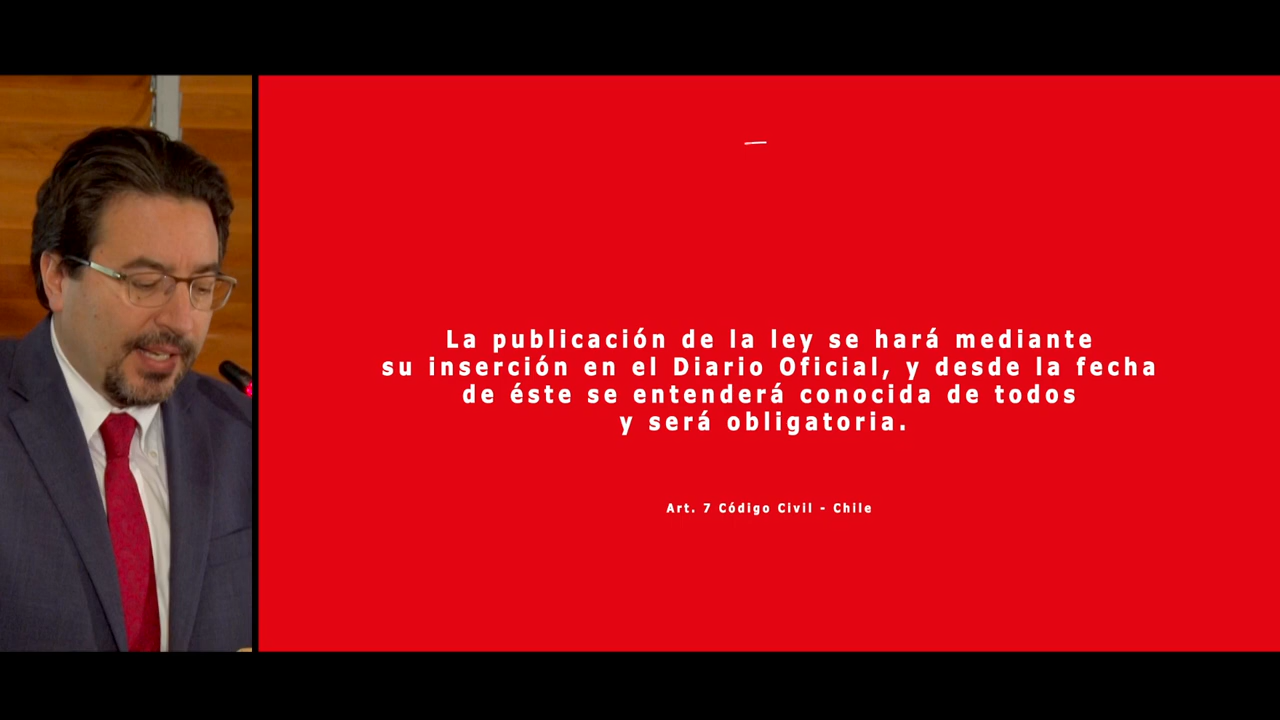 La publicación de la ley se hará mediante
su inserción en el Diario Oficial, y desde la fecha
de éste se entenderá conocida de todos
y será obligatoria.
Art. 7 Código Civil - Chile